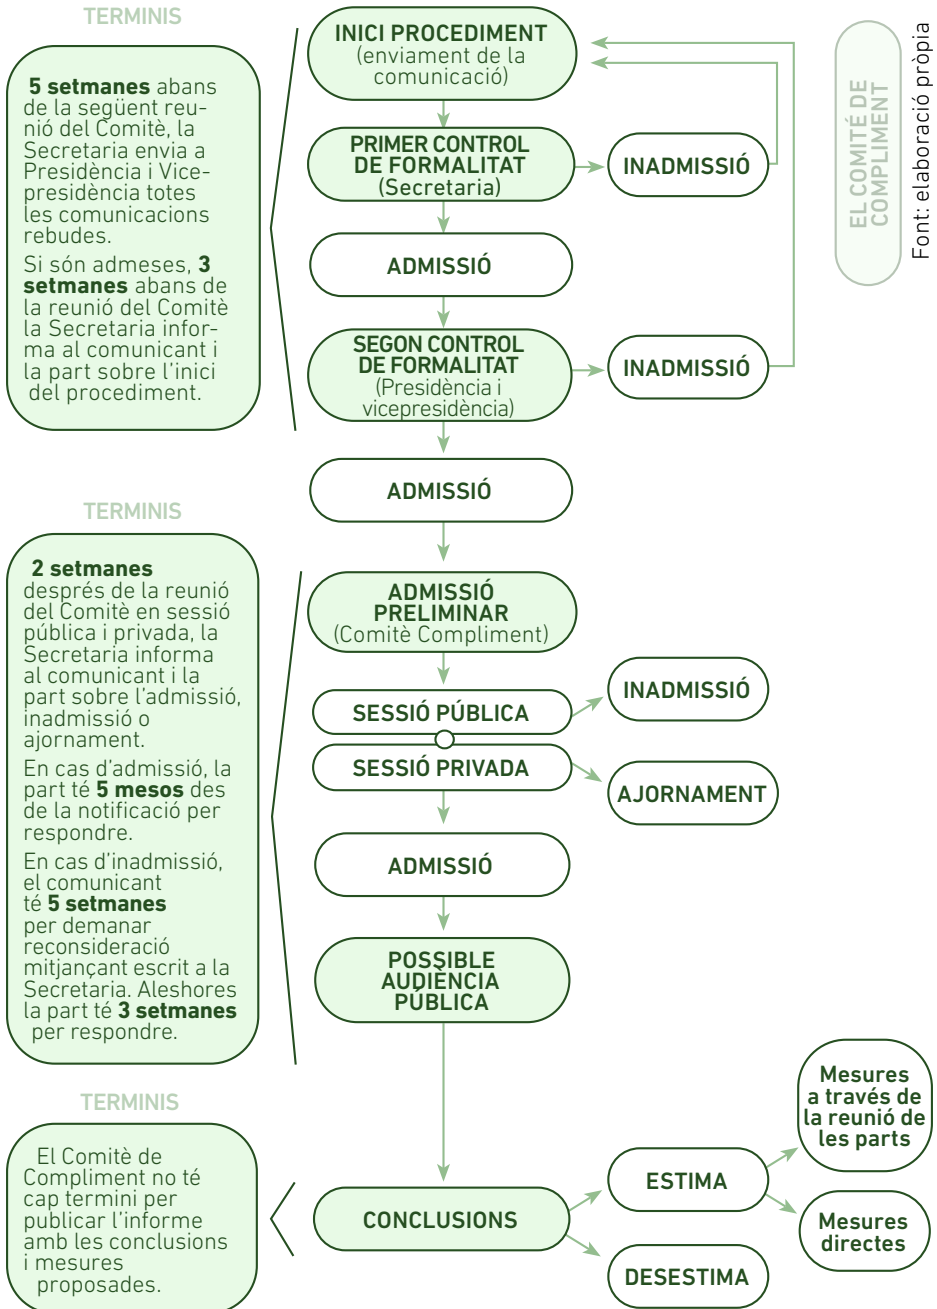 TERMINIS
5 setmanes abans
de la següent reu-
nió del Comitè, la
Secretaria envia a
Presidència i Vice-
presidència totes
les comunicacions
rebudes.
Si són admeses, 3
setmanes abans de
la reunió del Comitè
la Secretaria infor-
ma al comunicant i
la part sobre l'inici
del procediment.
INICI PROCEDIMENT
(enviament de la
comunicació)
PRIMER CONTROL
DE FORMALITAT
(Secretaria)
INADMISSIÓ
ADMISSIÓ
SEGON CONTROL
DE FORMALITAT
(Presidència i
vicepresidència)
INADMISSIÓ
ADMISSIÓ
EL COMITÉ DE
COMPLIMENT
Font: elaboració pròpia
TERMINIS
2 setmanes
després de la reunió
del Comitè en sessió
pública i privada, la
Secretaria informa
al comunicant i la
part sobre l'admissió,
inadmissió o
ajornament.
En cas d'admissió, la
part té 5 mesos des
de la notificació per
respondre.
En cas d'inadmissió,
el comunicant
té 5 setmanes
per demanar
reconsideració
mitjançant escrit a la
Secretaria. Aleshores
la part té 3 setmanes
per respondre.
ADMISSIÓ
PRELIMINAR
(Comitè Compliment)
SESSIÓ PÚBLICA
INADMISSIÓ
SESSIÓ PRIVADA
AJORNAMENT
ADMISSIÓ
POSSIBLE
AUDIÈNCIA
PÚBLICA
TERMINIS
El Comitè de
Compliment no té
cap termini per
publicar l'informe
amb les conclusions
i mesures
proposades.
CONCLUSIONS
ESTIMA
DESESTIMA
Mesures
a través de
la reunió de
les parts
Mesures
directes